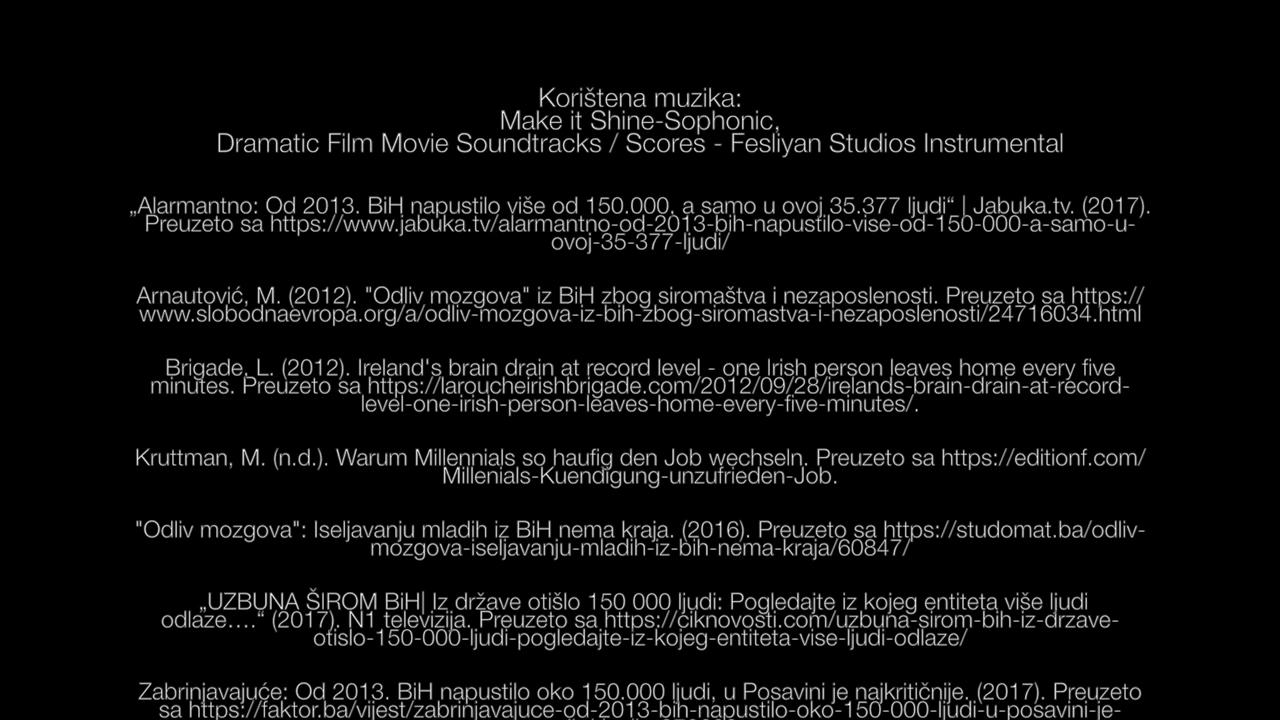 Korištena muzika:
Make it Shine-Sophonic,
Dramatic Film Movie Soundtracks / Scores - Fesliyan Studios Instrumental
„Alarmantno: Od 2013. BiH napustilo više od 150.000, a samo u ovoj 35.377 ljudi“ | Jabuka.tv. (2017).
Preuzeto sa https://www.jabuka.tv/alarmantno-od-2013-bih-napustilo-vise-od-150-000-a-samo-u-
ovoj-35-377-ljudi/
Arnautović, M. (2012). "Odliv mozgova" iz BiH zbog siromaštva i nezaposlenosti. Preuzeto sa https://
www.slobodnaevropa.org/a/odliv-mozgova-iz-bih-zbog-siromastva-i-nezaposlenosti/24716034.html
Brigade, L. (2012). Ireland's brain drain at record level - one Irish person leaves home every five
minutes. Preuzeto sa https://laroucheirishbrigade.com/2012/09/28/irelands-brain-drain-at-record-
level-one-irish-person-leaves-home-every-five-minutes/.
Kruttman, M. (n.d.). Warum Millennials so haufig den Job wechseln. Preuzeto sa https://editionf.com/
Millenials-Kuendigung-unzufrieden-Job.
"Odliv mozgova": Iseljavanju mladih iz BiH nema kraja. (2016). Preuzeto sa https://studomat.ba/odliv-
mozgova-iseljavanju-mladih-iz-bih-nema-kraja/60847/
„UZBUNA ŠIROM BiH| Iz države otišlo 150 000 ljudi: Pogledajte iz kojeg entiteta više ljudi
odlaze….“ (2017). N1 televizija. Preuzeto sa https://ciknovosti.com/uzbuna-sirom-bih-iz-drzave-
otislo-150-000-ljudi-pogledajte-iz-kojeg-entiteta-vise-ljudi-odlaze/
Zabrinjavajuće: Od 2013. BiH napustilo oko 150.000 ljudi, u Posavini je najkritičnije. (2017). Preuzeto
sa https://faktor.ba/vijest/zabrinjavajuce-od-2013-bih-napustilo-oko-150-000-ljudi-u-posavini-je-